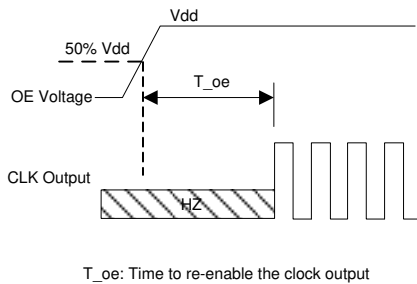 Vdd
50% Vdd
T_oe
OE Voltage
CLK Output
HZ
T_oe: Time to re-enable the clock output